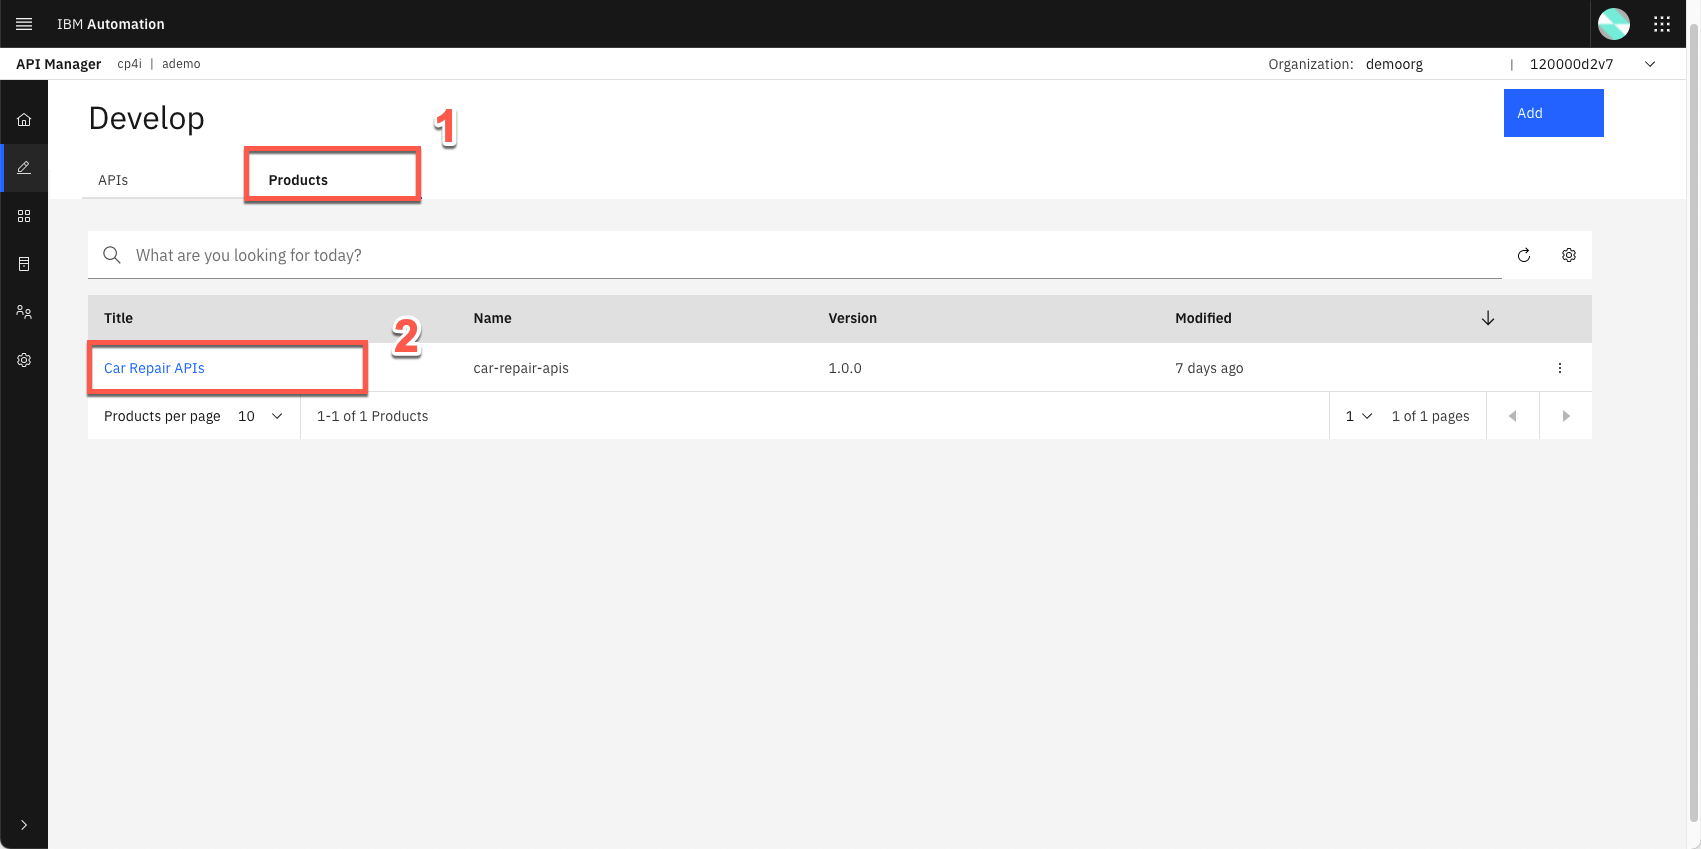 IBM Automation
API Manager cp4i | ademo Organization: demoorg | 120000d2v7
Develop
1
Add
APIs Products
What are you looking for today?
Title Name Version Modified
2
Car Repair APIs car-repair-apis 1.0.0 7 days ago
Products per page 10 1-1 of 1 Products 1 1 of 1 pages